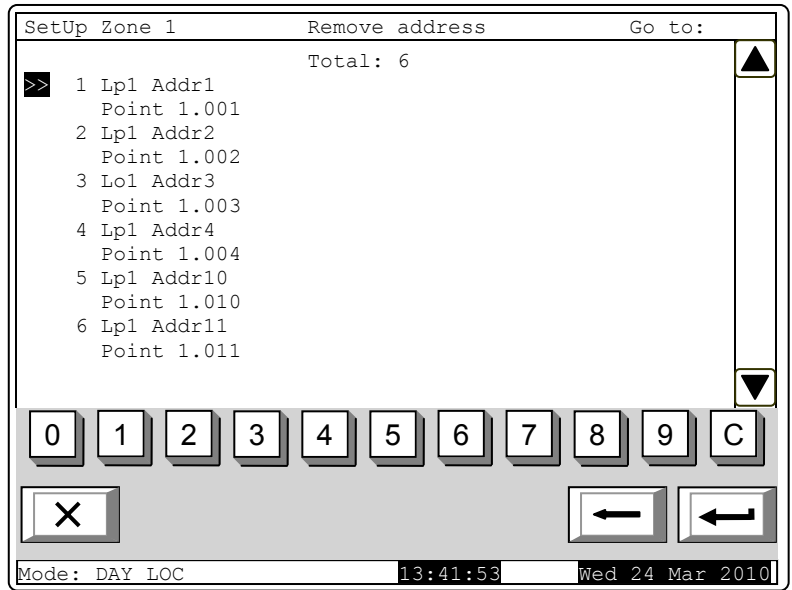 SetUp Zone 1 Remove address Go to:
Total: 6
>> 1 Lp1 Addr1
Point 1.001
2 Lp1 Addr2
Point 1.002
3 Lo1 Addr3
Point 1.003
4 Lp1 Addr4
Point 1.004
5 Lp1 Addr10
Point 1.010
6 Lp1 Addr11
Point 1.011
0 1 2 3 4 5 6 7 8 9 C
Mode: DAY LOC 13:41:53 Wed 24 Mar 2010